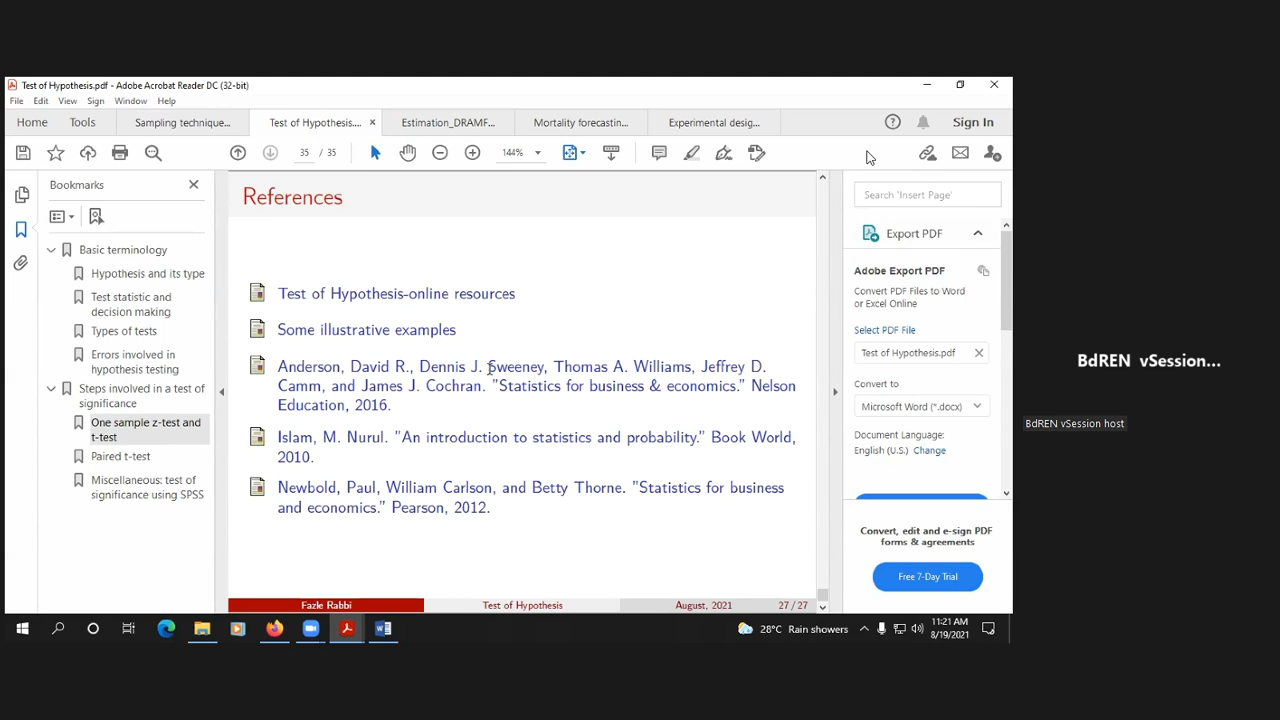 Test of Hypothesis.pdf - Adobe Acrobat Reader DC (32-bit)
File Edit View Sign Window Help
Home Tools Sampling technique... Test of Hypothesis.... Estimation_DRAMF... Mortality forecastin... Experimental desig... Sign In
35 / 35 144%
Bookmarks
Basic terminology
Hypothesis and its type
Test statistic and
decision making
Types of tests
Errors involved in
hypothesis testing
Steps involved in a test of
significance
One sample z-test and
t-test
Paired t-test
Miscellaneous: test of
significance using SPSS
References
Test of Hypothesis-online resources
Some illustrative examples
Anderson, David R., Dennis J. Sweeney, Thomas A. Williams, Jeffrey D.
Camm, and James J. Cochran. "Statistics for business & economics." Nelson
Education, 2016.
Islam, M. Nurul. "An introduction to statistics and probability." Book World,
2010.
Newbold, Paul, William Carlson, and Betty Thorne. "Statistics for business
and economics." Pearson, 2012.
Fazle Rabbi Test of Hypothesis August, 2021 27 / 27
Search 'Insert Page'
Export PDF
Adobe Export PDF
Convert PDF Files to Word
or Excel Online
Select PDF File
Test of Hypothesis.pdf
Convert to
Microsoft Word (*.docx)
Document Language:
English (U.S.) Change
Convert, edit and e-sign PDF
forms & agreements
Free 7-Day Trial
28°C Rain showers
11:21 AM
8/19/2021
BdREN vSession...
BdREN vSession host